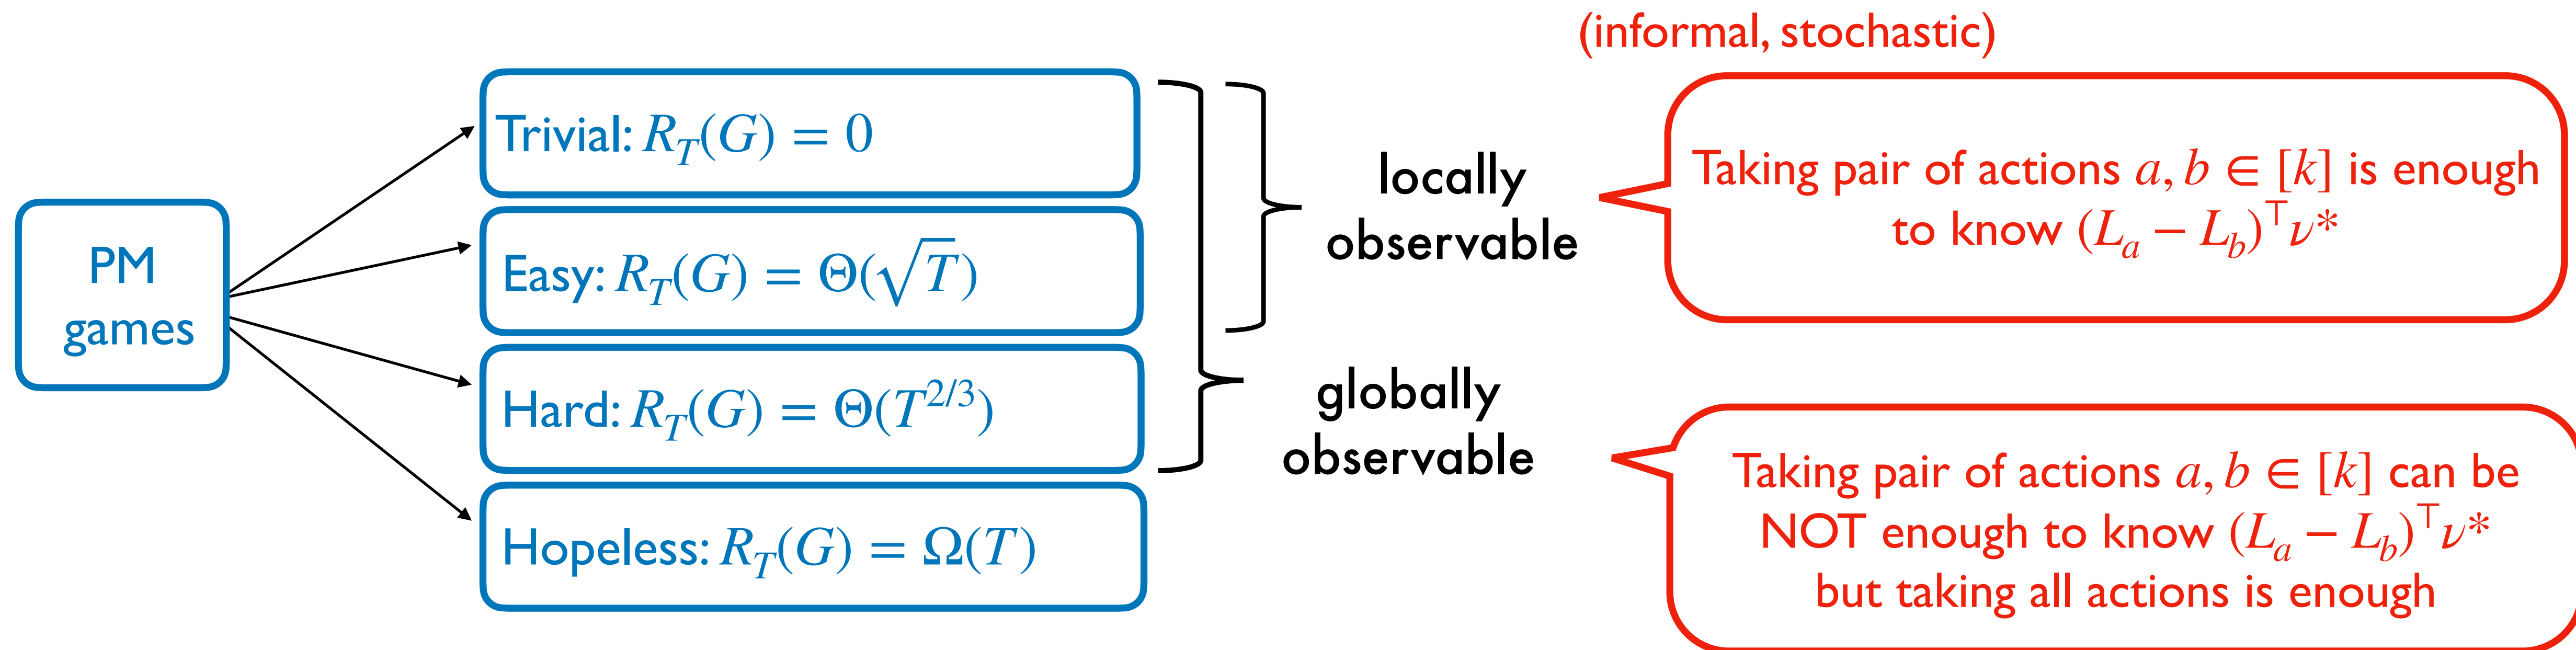 (informal, stochastic)
PM
games
Trivial: R_T(G) = 0
Easy: R_T(G) = Θ(√T)
Hard: R_T(G) = Θ(T^{2/3})
Hopeless: R_T(G) = Ω(T)
locally
observable
globally
observable
Taking pair of actions a, b ∈ [k] is enough
to know (L_a − L_b)^⊤ν*
Taking pair of actions a, b ∈ [k] can be
NOT enough to know (L_a − L_b)^⊤ν*
but taking all actions is enough